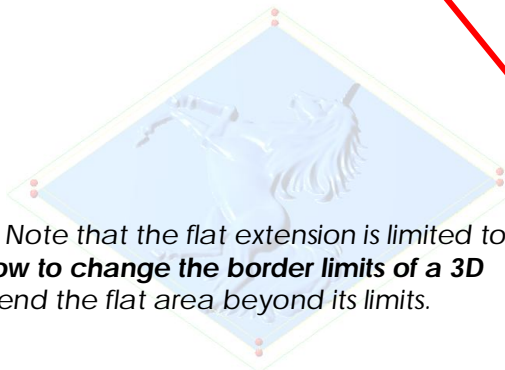 Note that the flat extension is limited to
ow to change the border limits of a 3D
end the flat area beyond its limits.